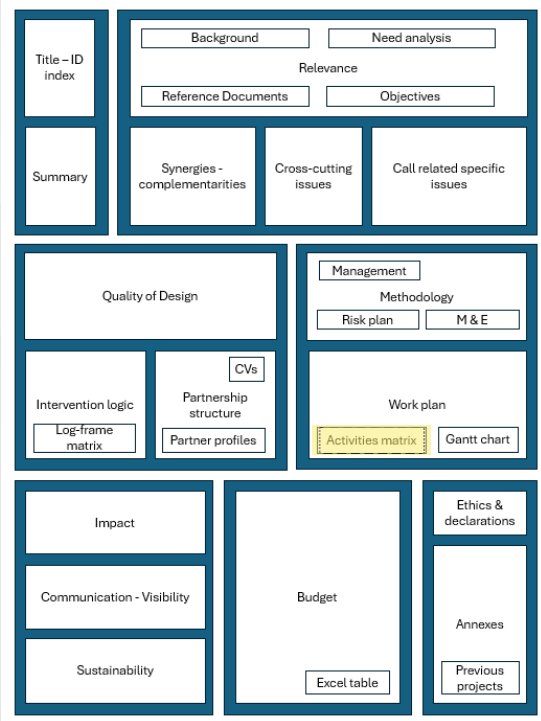 Title – ID
index
Summary
Background
Need analysis
Relevance
Reference Documents
Objectives
Synergies -
complementarities
Cross-cutting
issues
Call related specific
issues
Quality of Design
Intervention logic
Log-frame
matrix
CVs
Partnership
structure
Partner profiles
Management
Methodology
Risk plan
M & E
Work plan
Activities matrix
Gantt chart
Impact
Communication - Visibility
Sustainability
Budget
Excel table
Ethics &
declarations
Annexes
Previous
projects